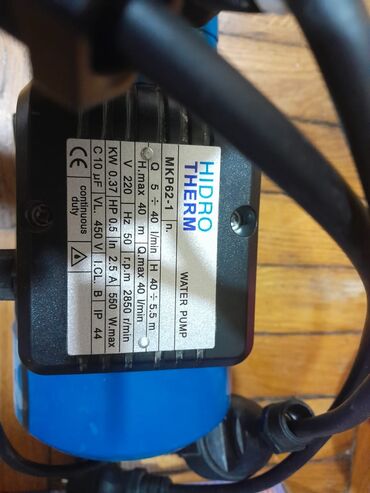 HIDRO
THERM WATER PUMP
MKP62-1 n.
Q 5 ÷ 40 l/min H 40 ÷ 5.5 m
H.max 40 m Q.max 40 l/min
V 220 Hz 50 r.p.m 2850 r/min
KW 0.37 HP 0.5 In 2.5 A 550 W.max
C 10 µF VL. 450 V I.CL. B IP 44
CE continuous
duty